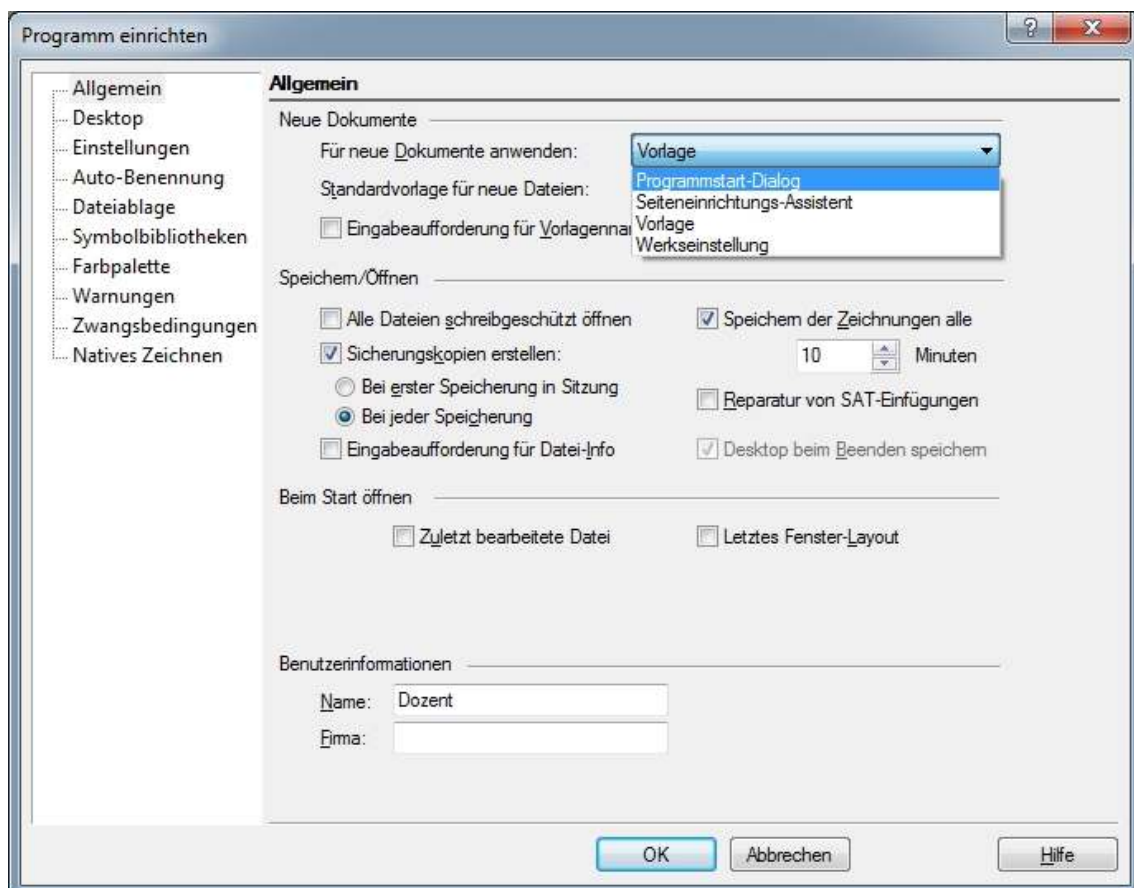 Programm einrichten
Allgemein
Desktop
Einstellungen
Auto-Benennung
Dateiablage
Symbolbibliotheken
Farbpalette
Warnungen
Zwangsbedingungen
Natives Zeichnen
Allgemein
Neue Dokumente
Für neue Dokumente anwenden: Vorlage
Programmstart-Dialog
Standardvorlage für neue Dateien:
Seiteneinrichtungs-Assistent
Vorlage
Eingabeaufforderung für
Werkseinstellung
Speichern/Öffnen
Alle Dateien schreibgeschützt öffnen
Speichern der Zeichnungen alle
Sicherungskopien erstellen:
10 Minuten
Bei erster Speicherung in Sitzung
Reparatur von SAT-Einfügungen
Bei jeder Speicherung
Eingabeaufforderung für Datei-Info
Desktop beim Beenden speichern
Beim Start öffnen
Zuletzt bearbeitete Datei
Letztes Fenster-Layout
Benutzerinformationen
Name: Dozent
Firma:
OK
Abbrechen
Hilfe